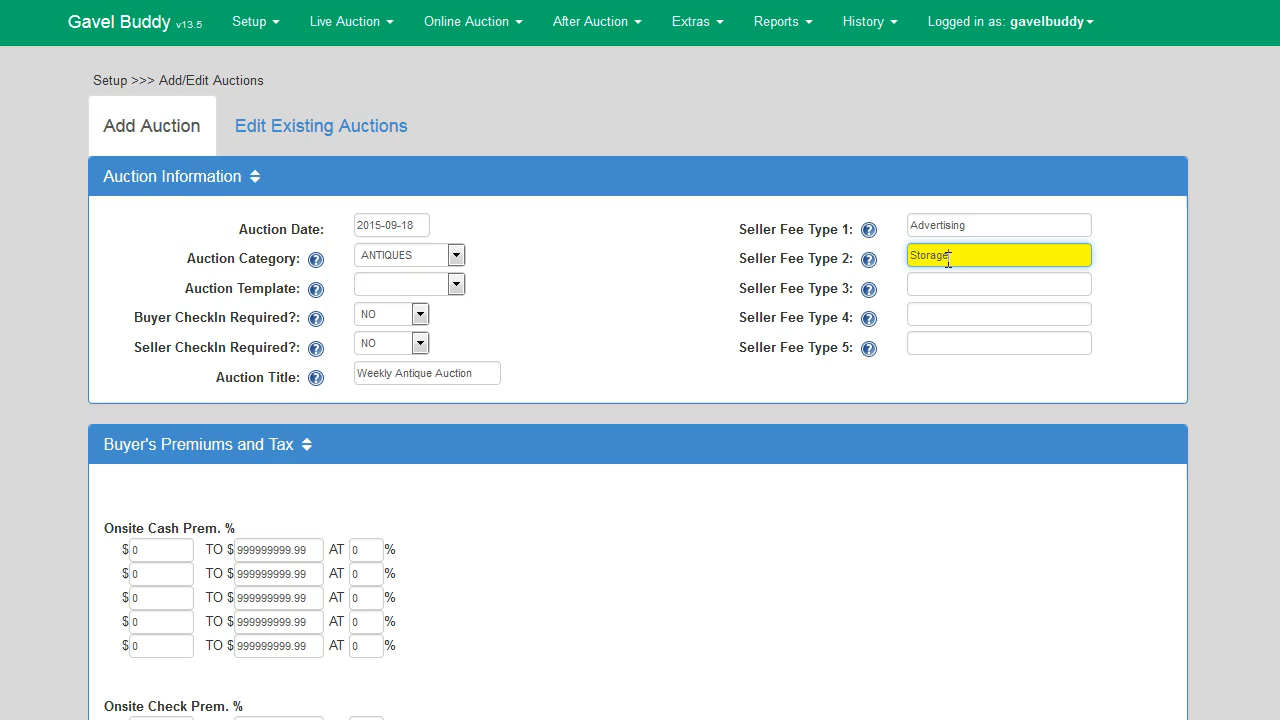 Gavel Buddy v13.5 Setup Live Auction Online Auction After Auction Extras Reports History Logged in as: gavelbuddy
Setup >>> Add/Edit Auctions
Add Auction Edit Existing Auctions
Auction Information
Auction Date: 2015-09-18 Seller Fee Type 1: ? Advertising
Auction Category: ? ANTIQUES Seller Fee Type 2: ? Storage
Auction Template: ? Seller Fee Type 3: ?
Buyer CheckIn Required?: ? NO Seller Fee Type 4: ?
Seller CheckIn Required?: ? NO Seller Fee Type 5: ?
Auction Title: ? Weekly Antique Auction
Buyer's Premiums and Tax
Onsite Cash Prem. %
$ 0 TO $ 999999999.99 AT 0 %
$ 0 TO $ 999999999.99 AT 0 %
$ 0 TO $ 999999999.99 AT 0 %
$ 0 TO $ 999999999.99 AT 0 %
$ 0 TO $ 999999999.99 AT 0 %
Onsite Check Prem. %